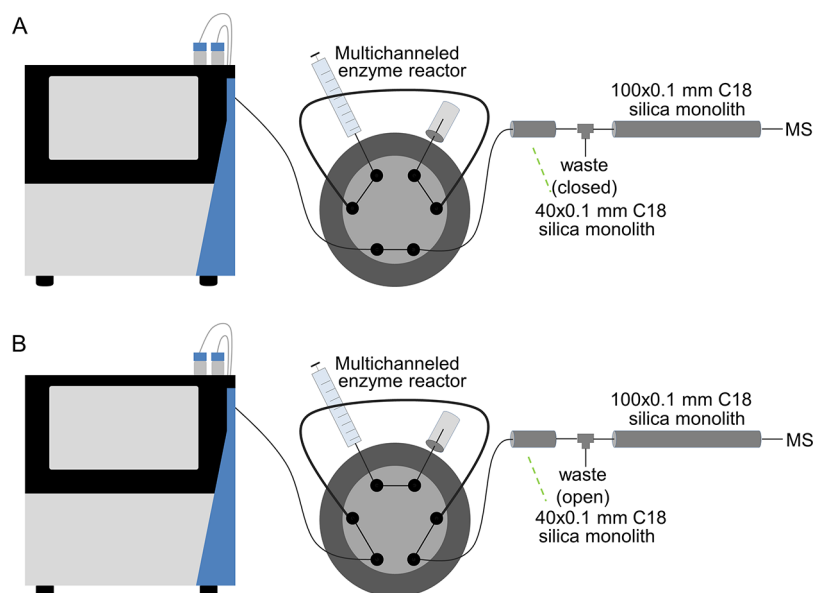 A
Multichanneled
enzyme reactor
100x0.1 mm C18
silica monolith
MS
waste
(closed)
40x0.1 mm C18
silica monolith
B
Multichanneled
enzyme reactor
100x0.1 mm C18
silica monolith
MS
waste
(open)
40x0.1 mm C18
silica monolith